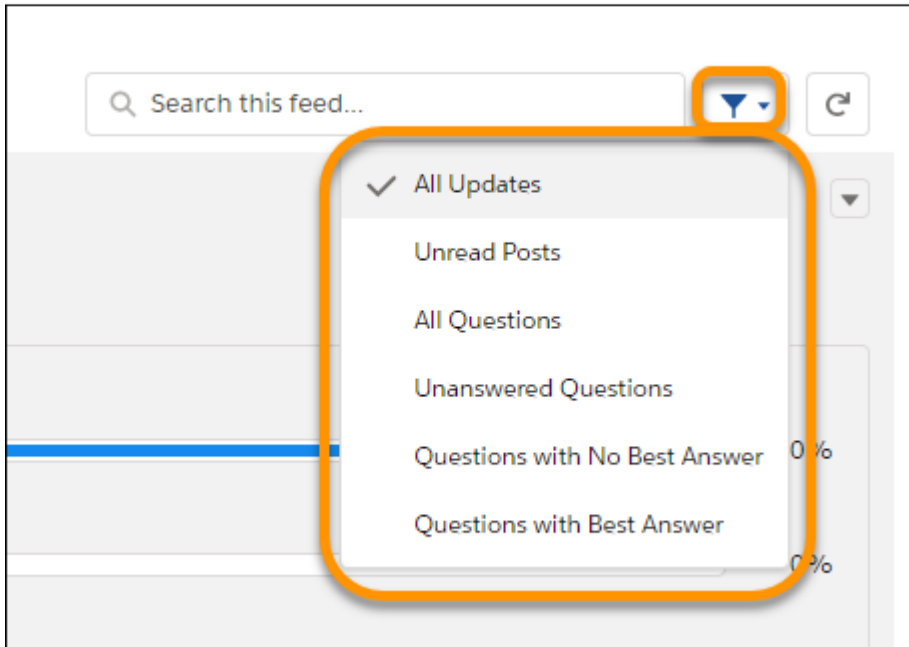 Search this feed...
All Updates
Unread Posts
All Questions
Unanswered Questions
Questions with No Best Answer
0%
Questions with Best Answer
0%